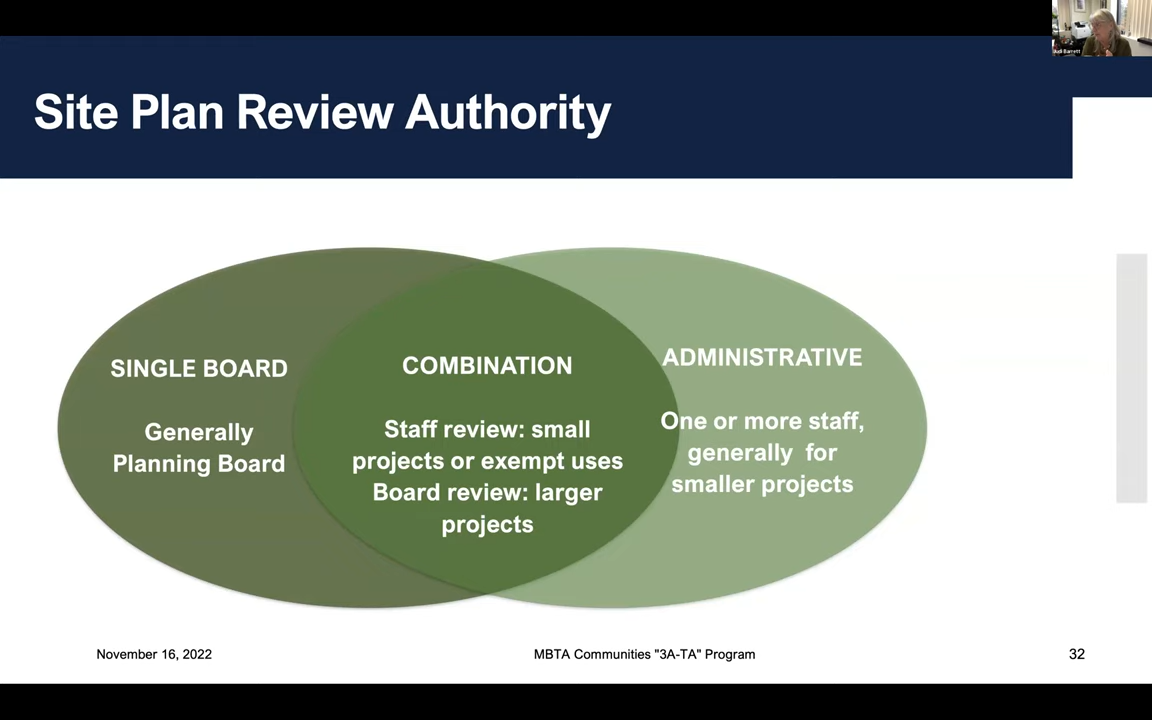 Judi Barrett
Site Plan Review Authority
SINGLE BOARD
Generally
Planning Board
COMBINATION
Staff review: small
projects or exempt uses
Board review: larger
projects
ADMINISTRATIVE
One or more staff,
generally for
smaller projects
November 16, 2022
MBTA Communities "3A-TA" Program
32